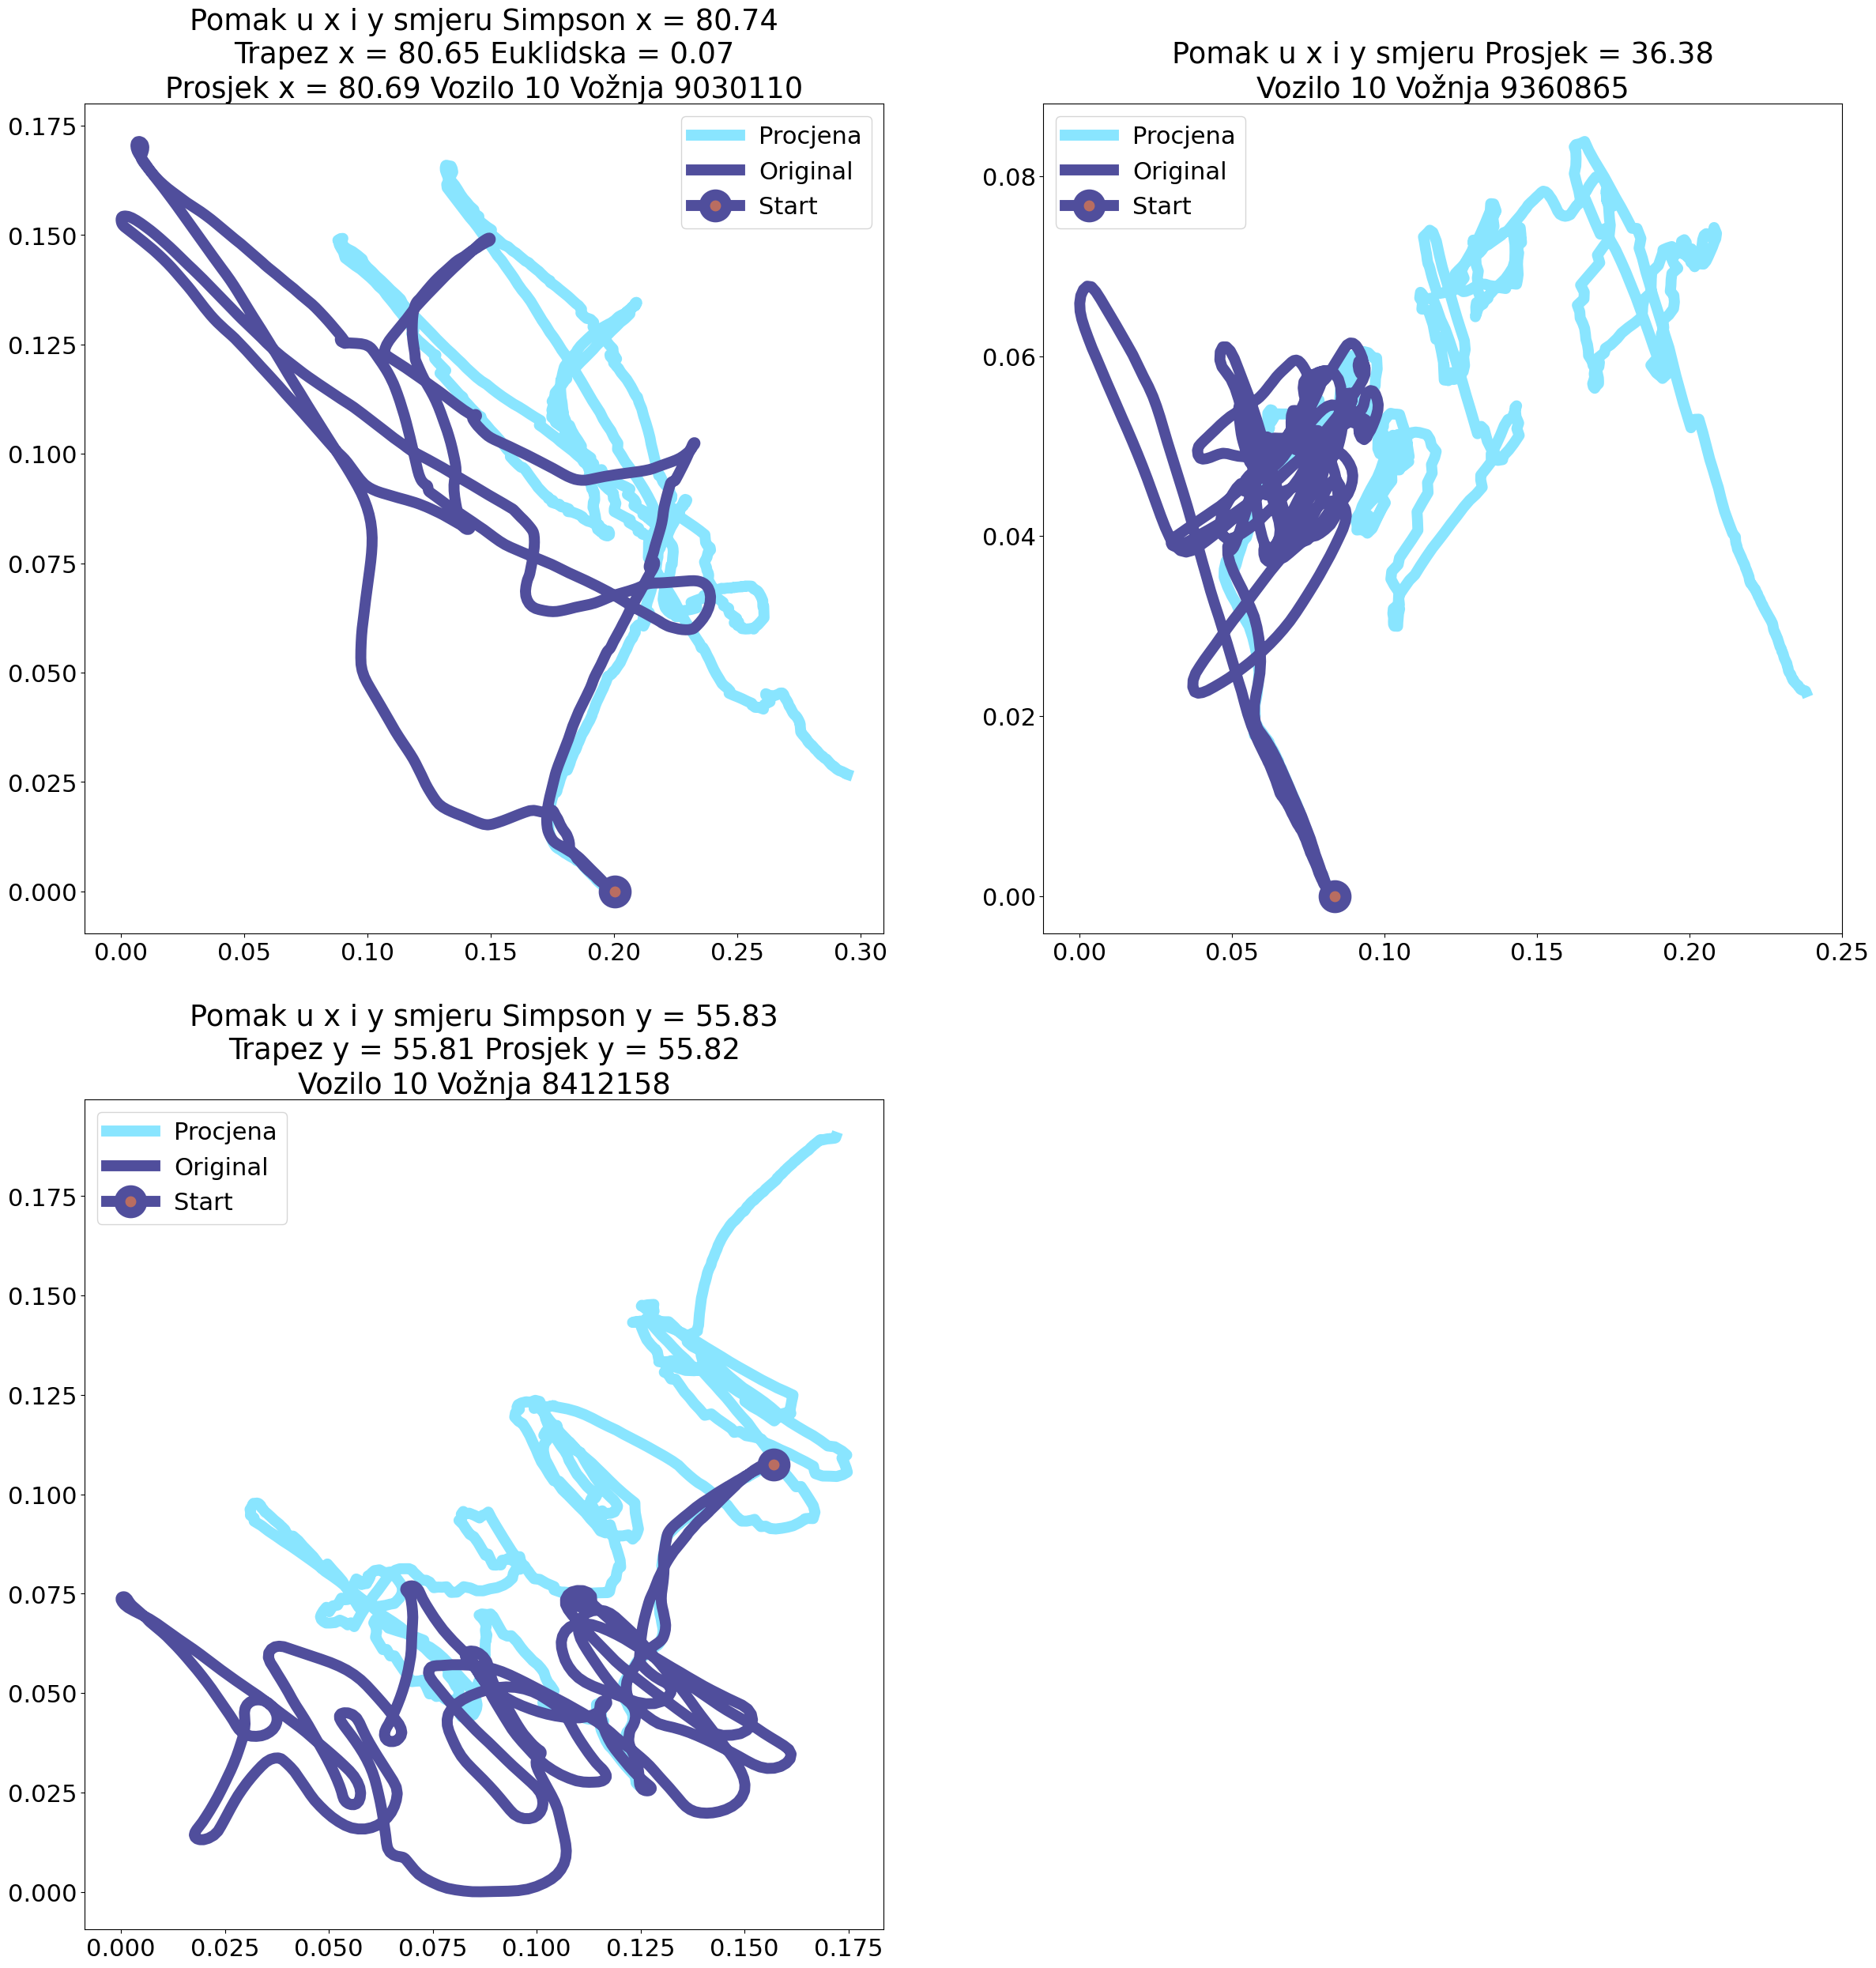 Pomak u x i y smjeru Simpson x = 80.74
Trapez x = 80.65 Euklidska = 0.07
Prosjek x = 80.69 Vozilo 10 Vožnja 9030110
Procjena
Original
Start
0.175
0.150
0.125
0.100
0.075
0.050
0.025
0.000
0.00 0.05 0.10 0.15 0.20 0.25 0.30
Pomak u x i y smjeru Prosjek = 36.38
Vozilo 10 Vožnja 9360865
Procjena
Original
Start
0.08
0.06
0.04
0.02
0.00
0.00 0.05 0.10 0.15 0.20 0.25
Pomak u x i y smjeru Simpson y = 55.83
Trapez y = 55.81 Prosjek y = 55.82
Vozilo 10 Vožnja 8412158
Procjena
Original
Start
0.175
0.150
0.125
0.100
0.075
0.050
0.025
0.000
0.000 0.025 0.050 0.075 0.100 0.125 0.150 0.175